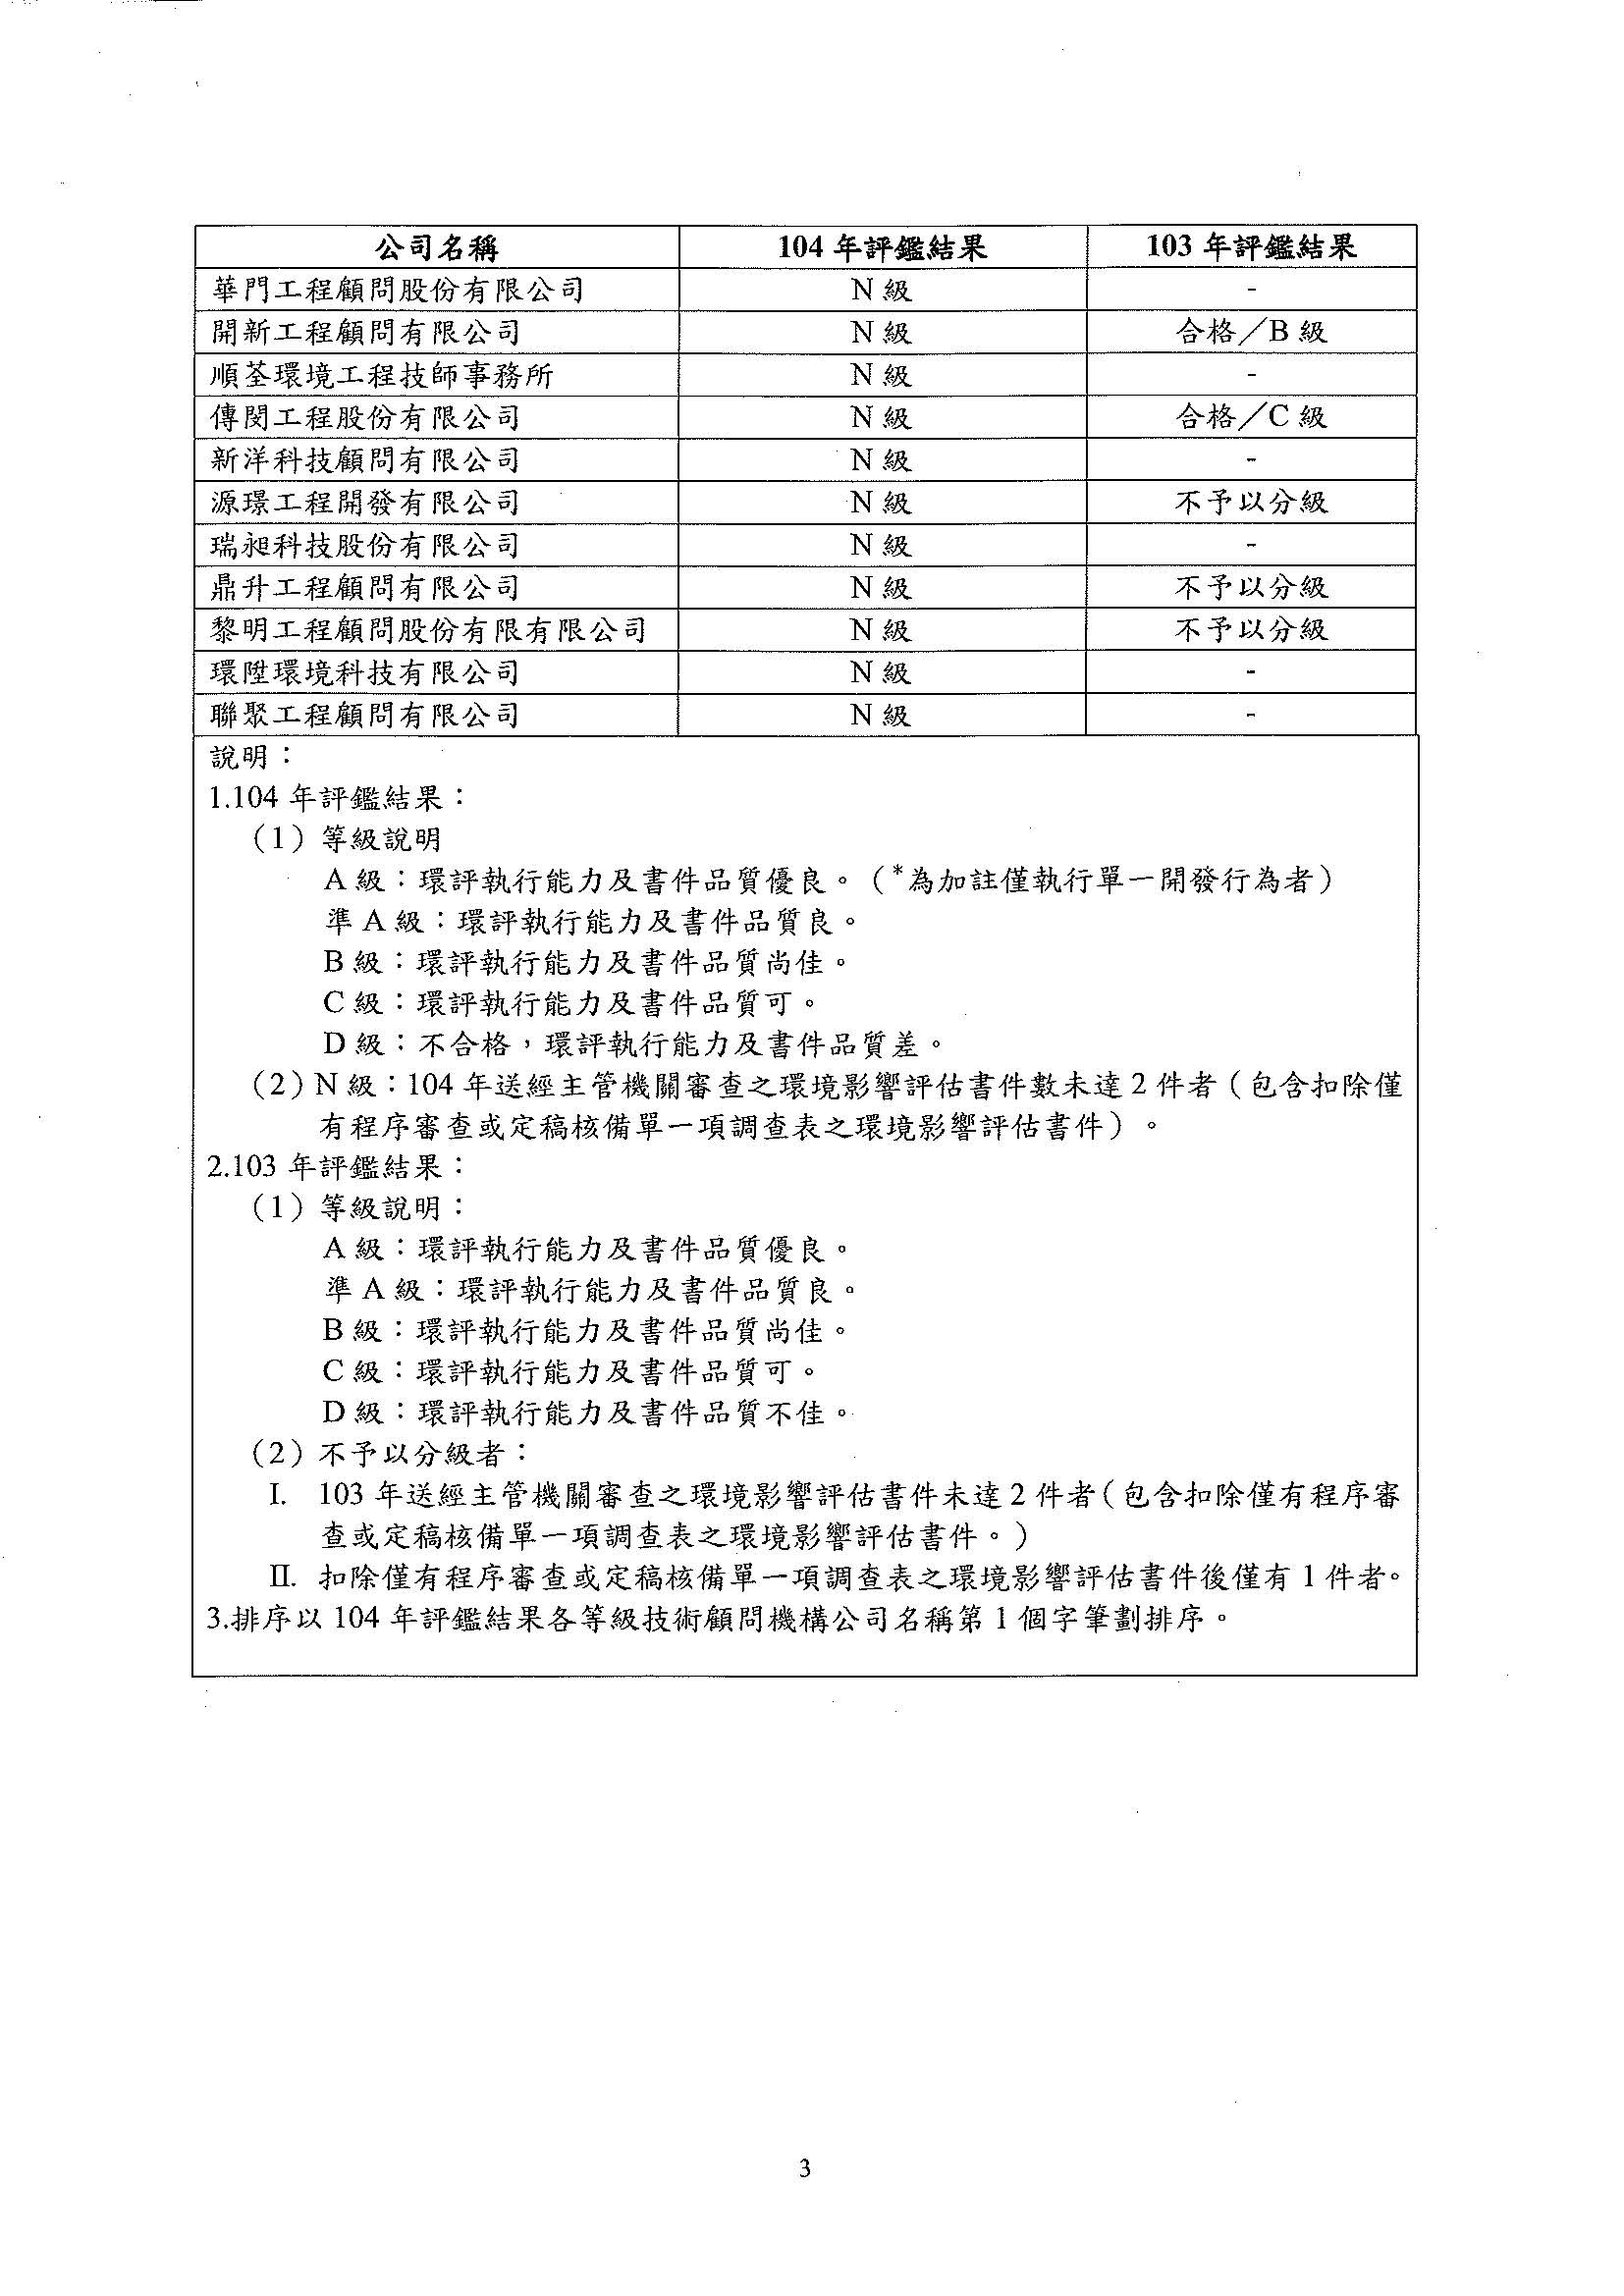 公司名稱 104 年評鑑結果 103 年評鑑結果
華門工程顧問股份有限公司 N 級 -
開新工程顧問有限公司 N 級 合格／B 級
順荃環境工程技師事務所 N 級 -
傳閔工程股份有限公司 N 級 合格／C 級
新洋科技顧問有限公司 N 級 -
源璟工程開發有限公司 N 級 不予以分級
瑞昶科技股份有限公司 N 級 -
鼎升工程顧問有限公司 N 級 不予以分級
黎明工程顧問股份有限有限公司 N 級 不予以分級
環陞環境科技有限公司 N 級 -
聯聚工程顧問有限公司 N 級 -
說明：
1.104 年評鑑結果：
（1）等級說明
A 級：環評執行能力及書件品質優良。（*為加註僅執行單一開發行為者）
準 A 級：環評執行能力及書件品質良。
B 級：環評執行能力及書件品質尚佳。
C 級：環評執行能力及書件品質可。
D 級：不合格，環評執行能力及書件品質差。
（2）N 級：104 年送經主管機關審查之環境影響評估書件數未達 2 件者（包含扣除僅
有程序審查或定稿核備單一項調查表之環境影響評估書件）。
2.103 年評鑑結果：
（1）等級說明：
A 級：環評執行能力及書件品質優良。
準 A 級：環評執行能力及書件品質良。
B 級：環評執行能力及書件品質尚佳。
C 級：環評執行能力及書件品質可。
D 級：環評執行能力及書件品質不佳。
（2）不予以分級者：
I. 103 年送經主管機關審查之環境影響評估書件未達 2 件者（包含扣除僅有程序審
查或定稿核備單一項調查表之環境影響評估書件。）
II. 扣除僅有程序審查或定稿核備單一項調查表之環境影響評估書件後僅有 1 件者。
3.排序以 104 年評鑑結果各等級技術顧問機構公司名稱第 1 個字筆劃排序。
3